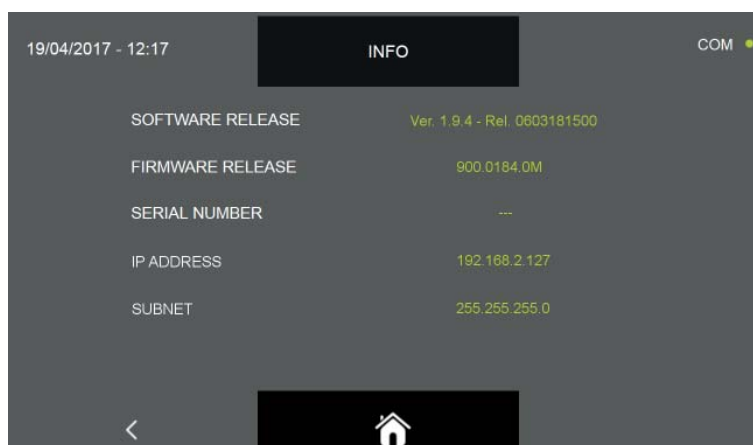 19/04/2017 - 12:17 INFO COM
SOFTWARE RELEASE Ver. 1.9.4 - Rel. 0603181500
FIRMWARE RELEASE 900.0184.0M
SERIAL NUMBER ---
IP ADDRESS 192.168.2.127
SUBNET 255.255.255.0